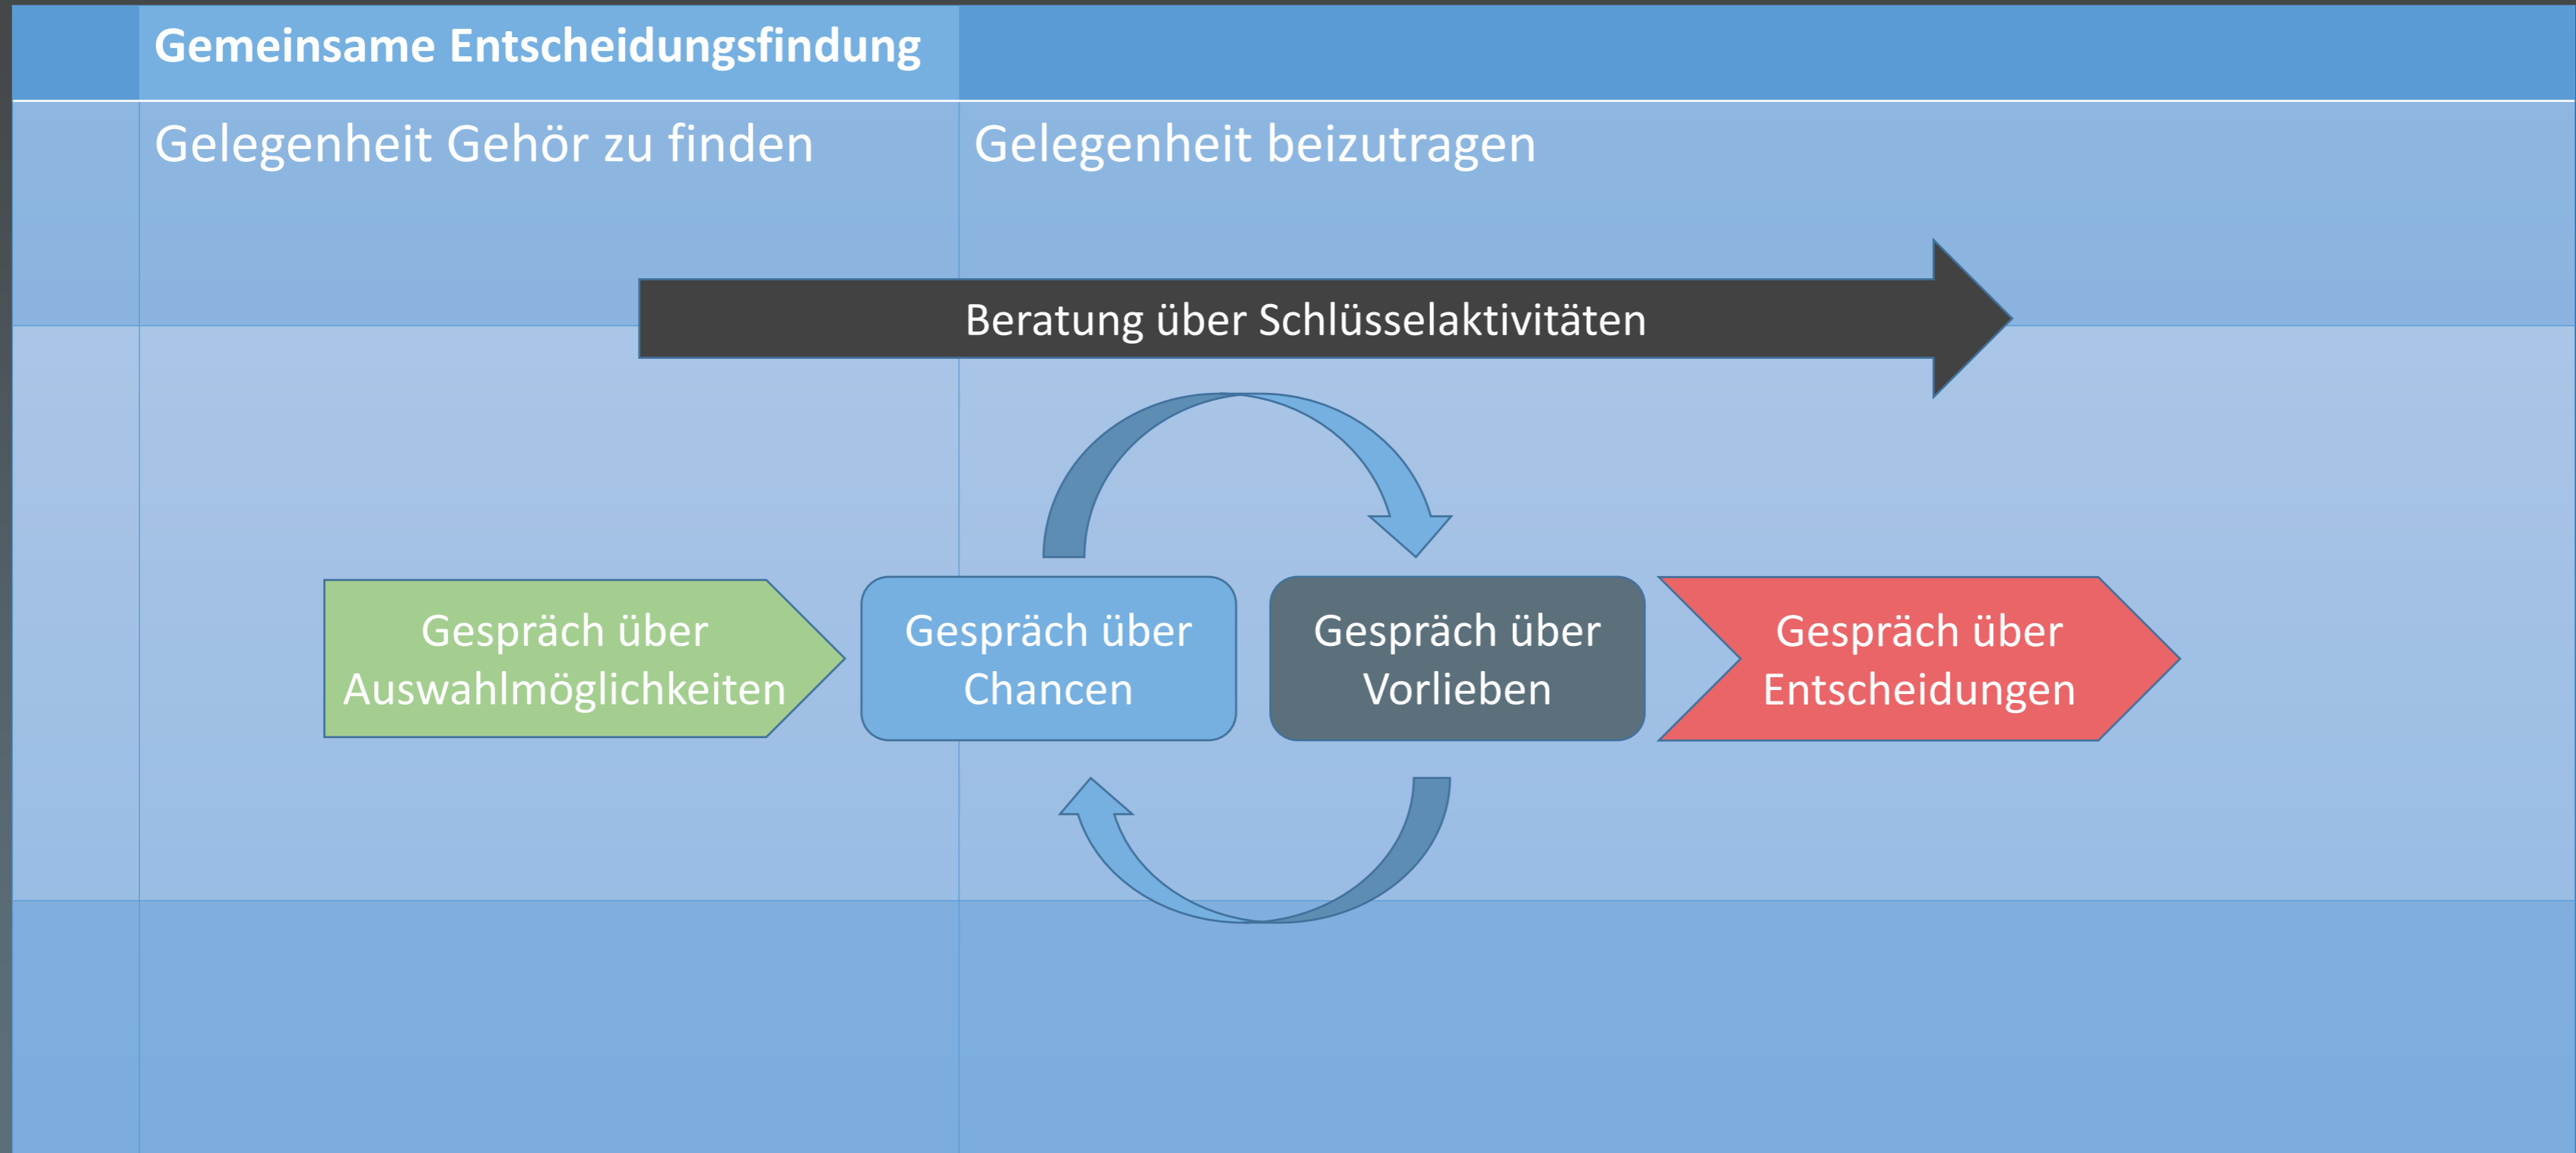 Gemeinsame Entscheidungsfindung
Gelegenheit Gehör zu finden
Gelegenheit beizutragen
Beratung über Schlüsselaktivitäten
Gespräch über
Auswahlmöglichkeiten
Gespräch über
Chancen
Gespräch über
Vorlieben
Gespräch über
Entscheidungen